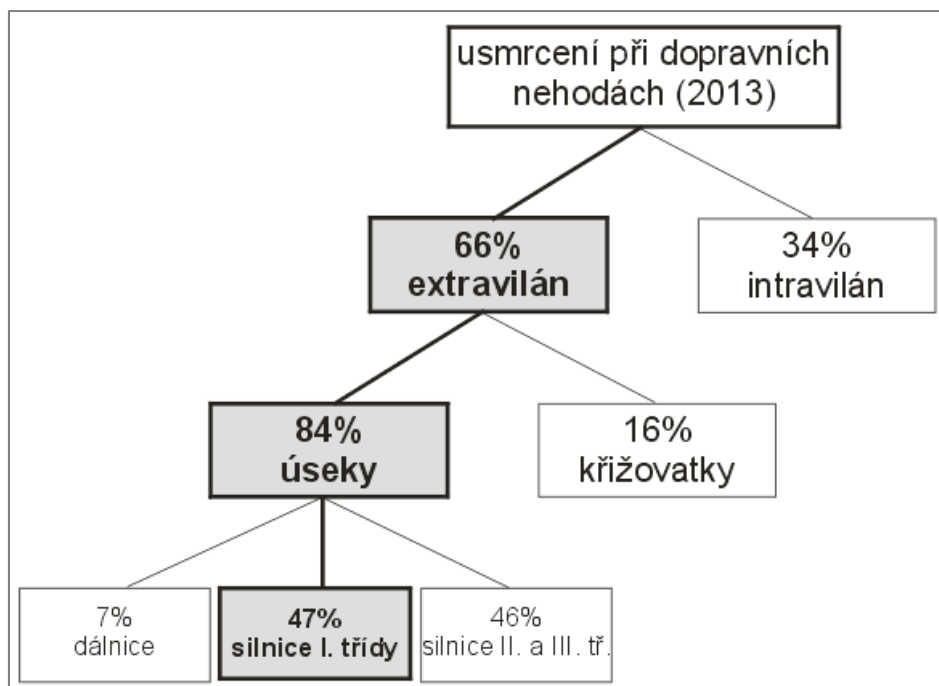 usmrcení při dopravních
nehodách (2013)
66%
extravilán
34%
intravilán
84%
úseky
16%
křižovatky
7%
dálnice
47%
silnice I. třídy
46%
silnice II. a III. tř.